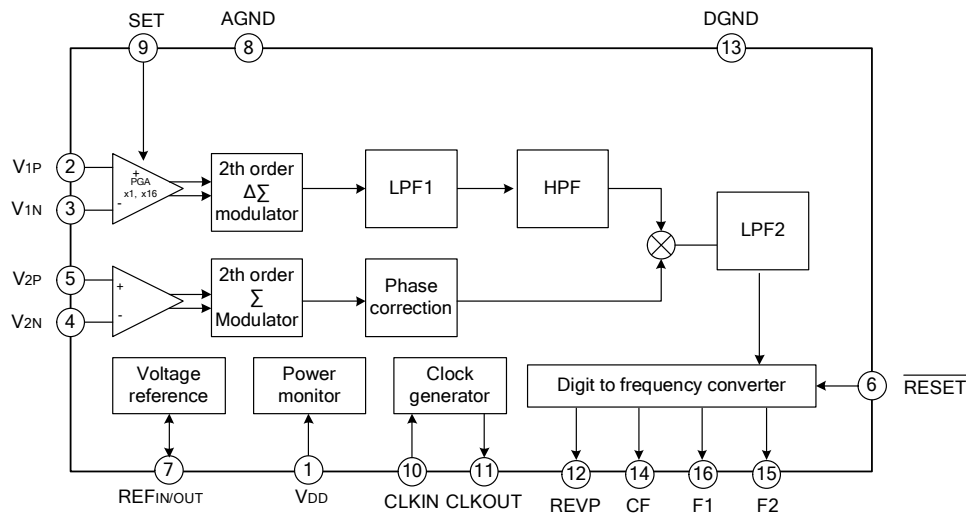 SET
AGND
DGND
9
8
13
V1P
2
+
PGA
x1, x16
-
V1N
3
2th order
ΔΣ
modulator
LPF1
HPF
LPF2
V2P
5
+
-
V2N
4
2th order
Σ
Modulator
Phase
correction
Voltage
reference
Power
monitor
Clock
generator
Digit to frequency converter
6
RESET
7
1
10
11
12
14
16
15
REFIN/OUT
VDD
CLKIN
CLKOUT
REVP
CF
F1
F2